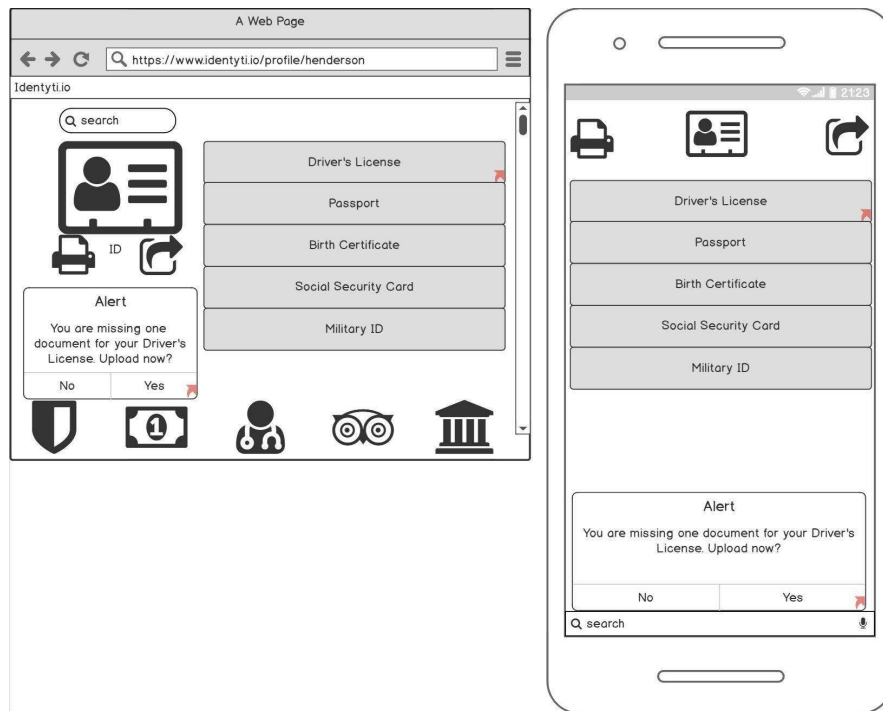 A Web Page
https://www.identyti.io/profile/henderson
Identyti.io
search
ID
Driver's License
Passport
Birth Certificate
Social Security Card
Military ID
Alert
You are missing one
document for your Driver's
License. Upload now?
No Yes
1
2123
Driver's License
Passport
Birth Certificate
Social Security Card
Military ID
Alert
You are missing one document for your Driver's
License. Upload now?
No Yes
search